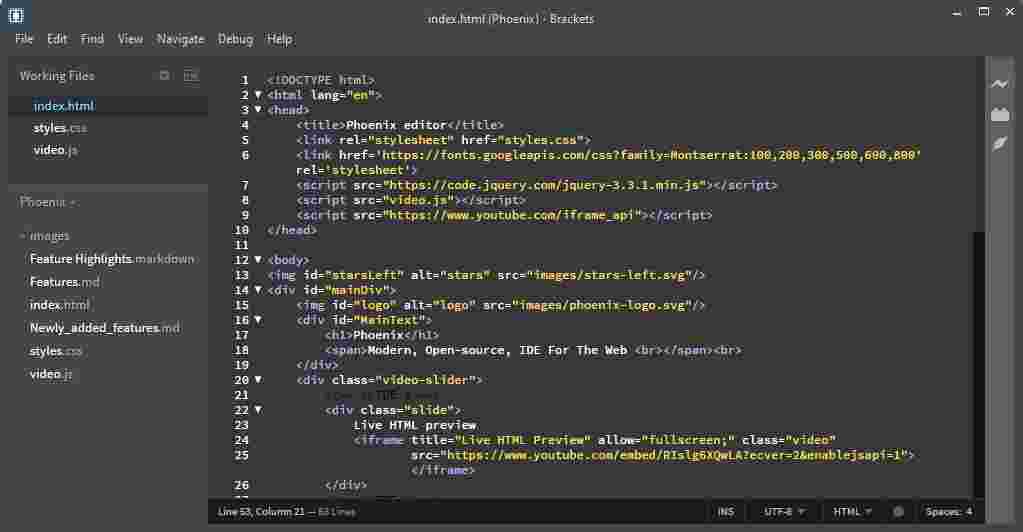 index.html (Phoenix) - Brackets
File Edit Find View Navigate Debug Help
Working Files
index.html
styles.css
video.js
Phoenix
images
Feature Highlights.markdown
Features.md
index.html
Newly_added_features.md
styles.css
video.js
1 <!DOCTYPE html>
2 <html lang="en">
3 <head>
4 <title>Phoenix editor</title>
5 <link rel="stylesheet" href="styles.css">
6 <link href='https://fonts.googleapis.com/css?family=Montserrat:100,200,300,500,600,800'
rel='stylesheet'>
7 <script src="https://code.jquery.com/jquery-3.3.1.min.js"></script>
8 <script src="video.js"></script>
9 <script src="https://www.youtube.com/iframe_api"></script>
10 </head>
11
12 <body>
13 <img id="starsLeft" alt="stars" src="images/stars-left.svg"/>
14 <div id="mainDiv">
15 <img id="logo" alt="logo" src="images/phoenix-logo.svg"/>
16 <div id="MainText">
17 <h1>Phoenix</h1>
18 <span>Modern, Open-source, IDE For The Web <br></span><br>
19 </div>
20 <div class="video-slider">
21
22 <div class="slide">
23 Live HTML preview
24 <iframe title="Live HTML Preview" allow="fullscreen;" class="video"
25 src="https://www.youtube.com/embed/RIslg6XQwLA?ecver=2&enablejsapi=1">
</iframe>
26 </div>
Line 53, Column 21 — 63 Lines INS UTF-8 HTML Spaces: 4